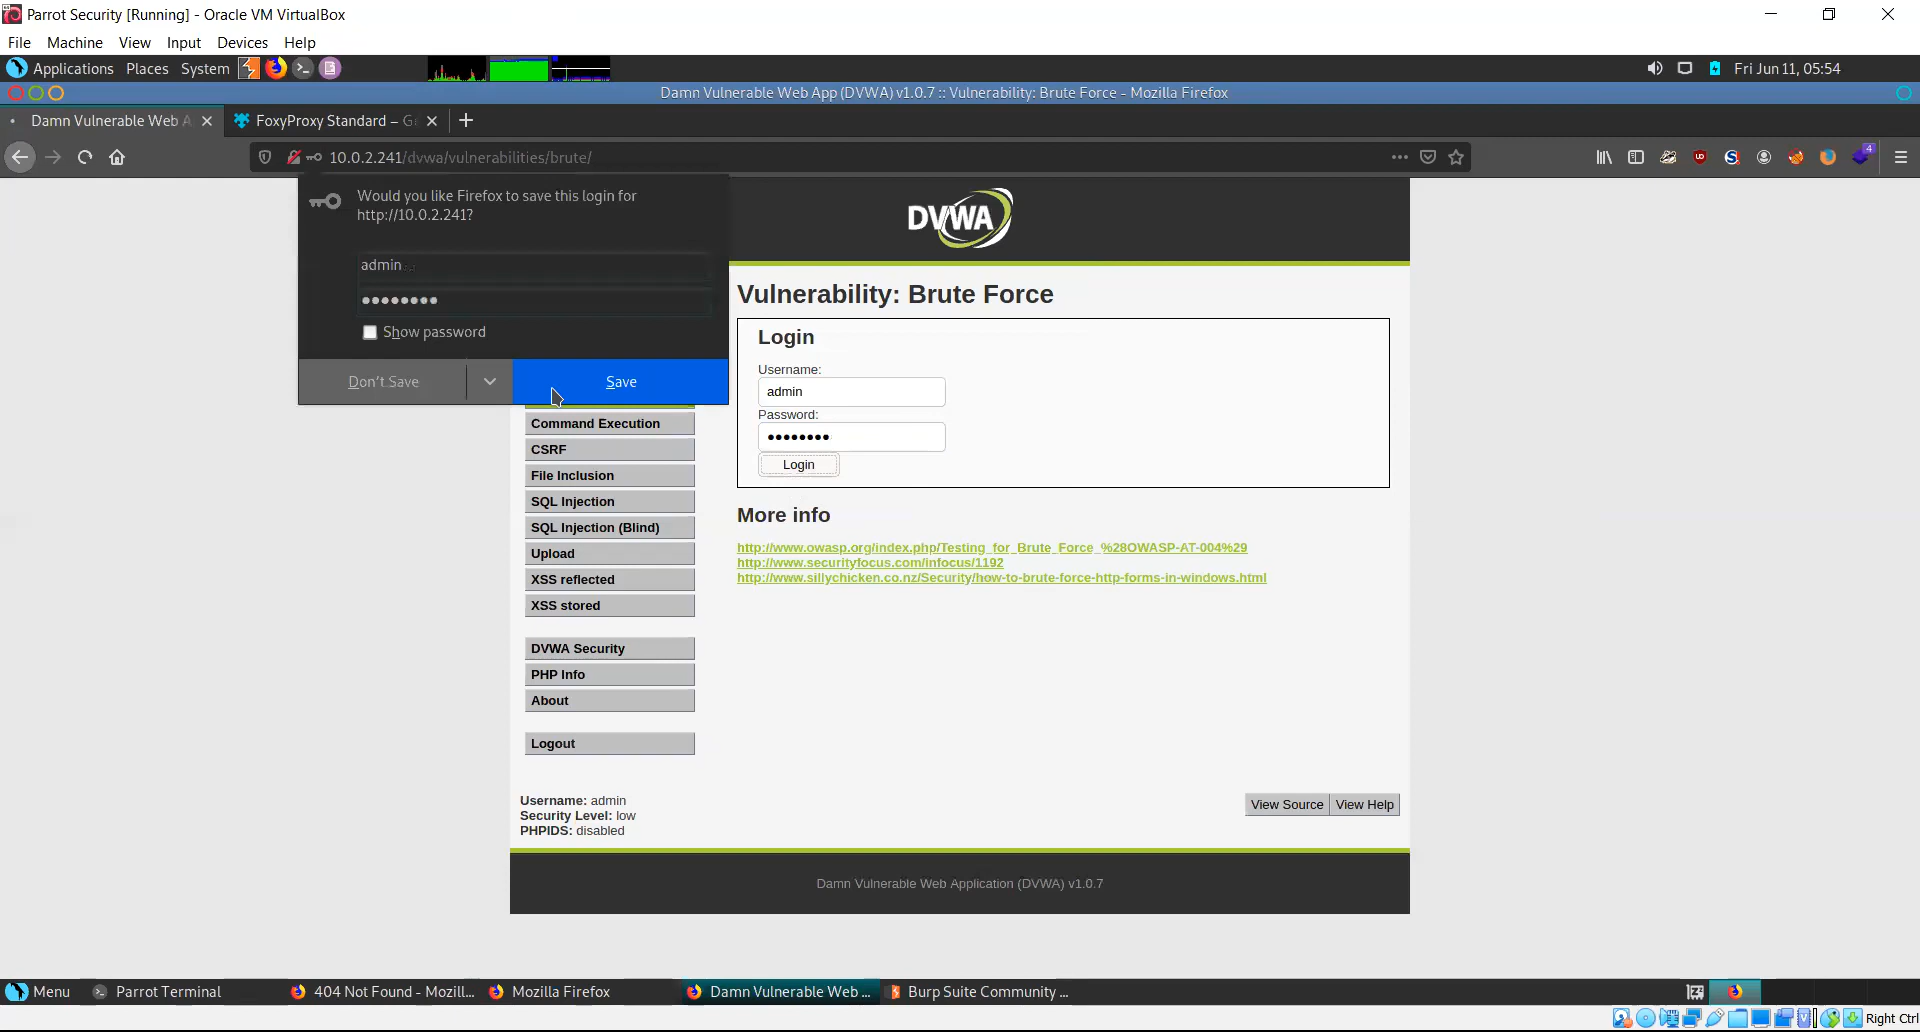 Parrot Security [Running] - Oracle VM VirtualBox
File Machine View Input Devices Help
Applications Places System Fri Jun 11, 05:54
Damn Vulnerable Web App (DVWA) v1.0.7 :: Vulnerability: Brute Force - Mozilla Firefox
Damn Vulnerable Web A FoxyProxy Standard – G
10.0.2.241/dvwa/vulnerabilities/brute/ 4
Would you like Firefox to save this login for
http://10.0.2.241?
admin
••••••••
Show password
Don't Save Save
DVWA
Vulnerability: Brute Force
Login
Username:
admin
Password:
••••••••
Login
More info
http://www.owasp.org/index.php/Testing_for_Brute_Force_%28OWASP-AT-004%29
http://www.securityfocus.com/infocus/1192
http://www.sillychicken.co.nz/Security/how-to-brute-force-http-forms-in-windows.html
Command Execution
CSRF
File Inclusion
SQL Injection
SQL Injection (Blind)
Upload
XSS reflected
XSS stored
DVWA Security
PHP Info
About
Logout
Username: admin
Security Level: low
PHPIDS: disabled
View Source View Help
Damn Vulnerable Web Application (DVWA) v1.0.7
Menu Parrot Terminal 404 Not Found - Mozill... Mozilla Firefox Damn Vulnerable Web ... Burp Suite Community ...
Right Ctrl